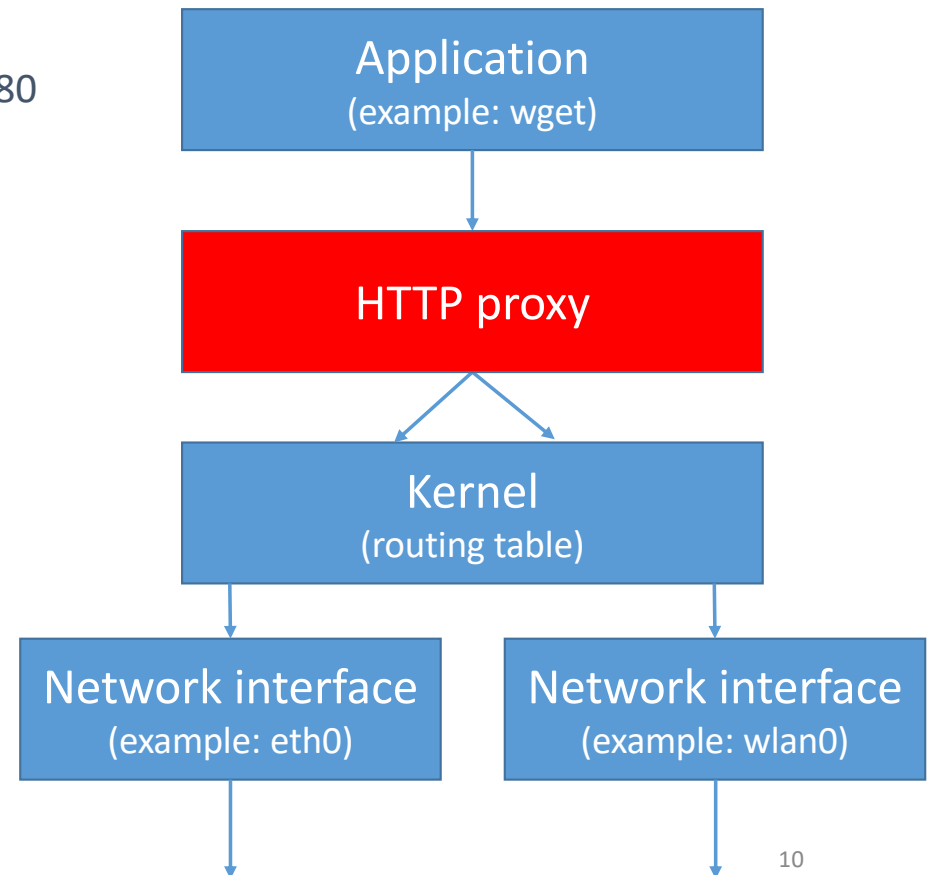 80
Application
(example: wget)
HTTP proxy
Kernel
(routing table)
Network interface
(example: eth0)
Network interface
(example: wlan0)
10